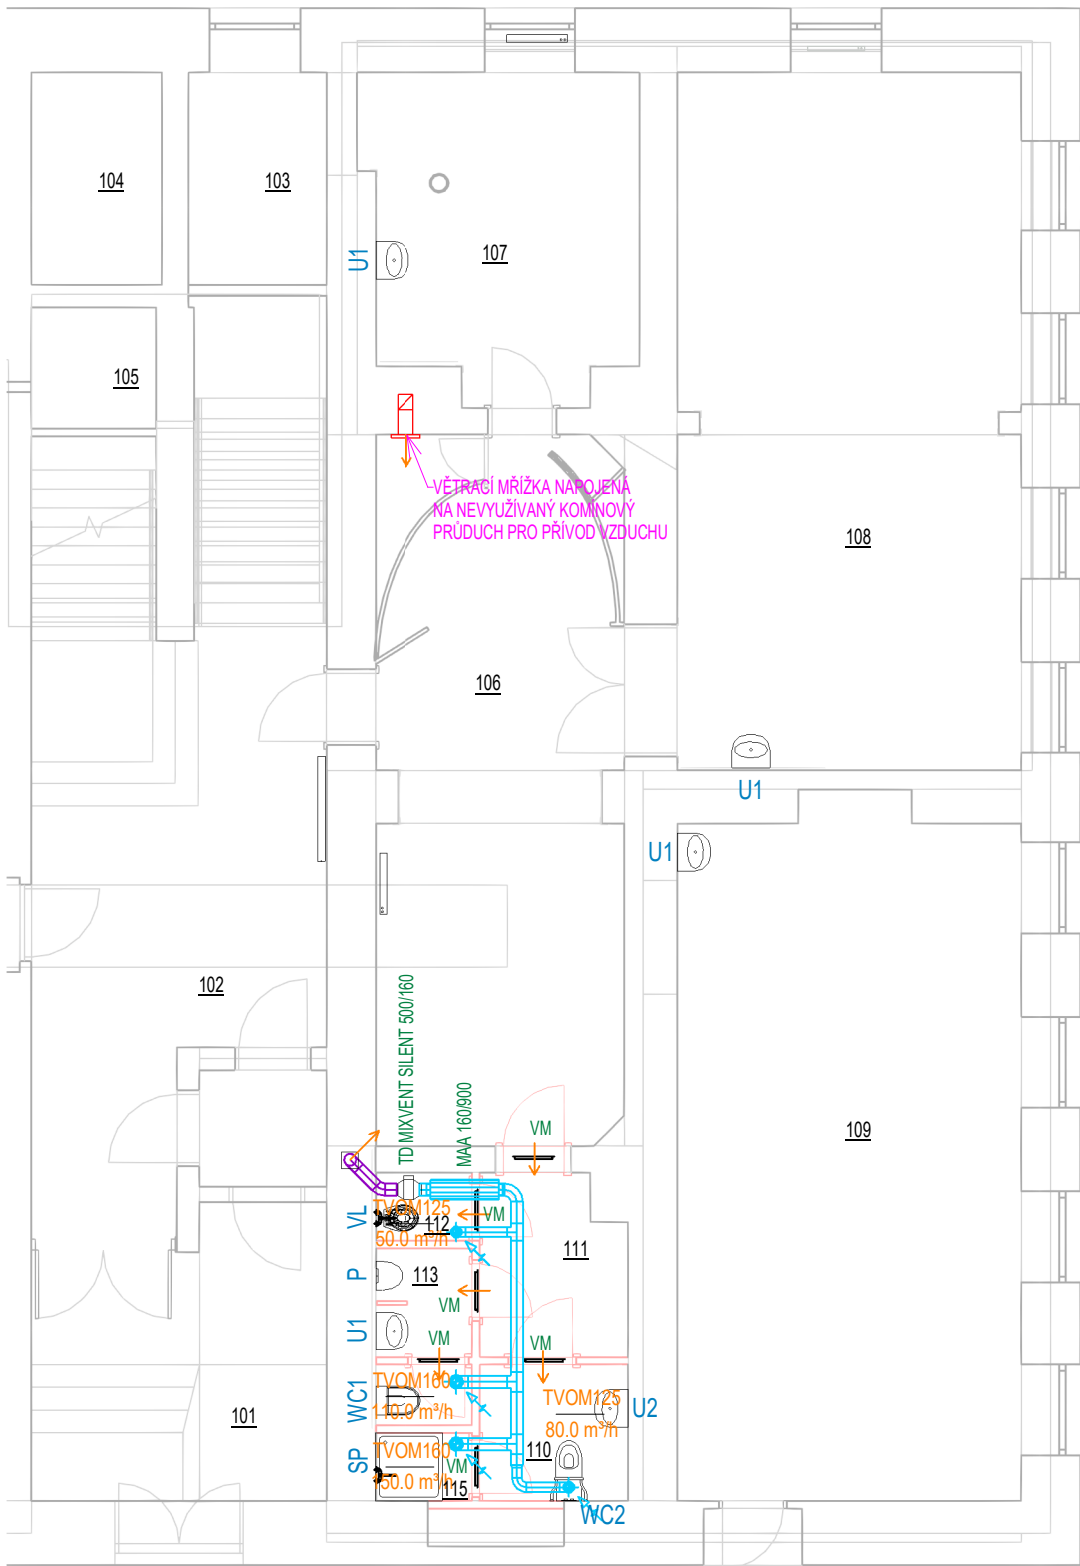 104
103
107
U1
105
VĚTRACÍ MŘÍŽKA NAPOJENÁ
NA NEVYUŽÍVANÝ KOMÍNOVÝ
PRŮDUCH PRO PŘÍVOD VZDUCHU
108
106
U1
U1
102
TD MIXVENT SILENT 500/160
MAA 160/900
109
VM
VL
TVOM125
50.0 m³/h
112
VM
111
P
113
VM
U1
VM
VM
WC1
TVOM160
110.0 m³/h
TVOM125
80.0 m³/h
U2
101
SP
TVOM160
150.0 m³/h
VM
115
110
WC2